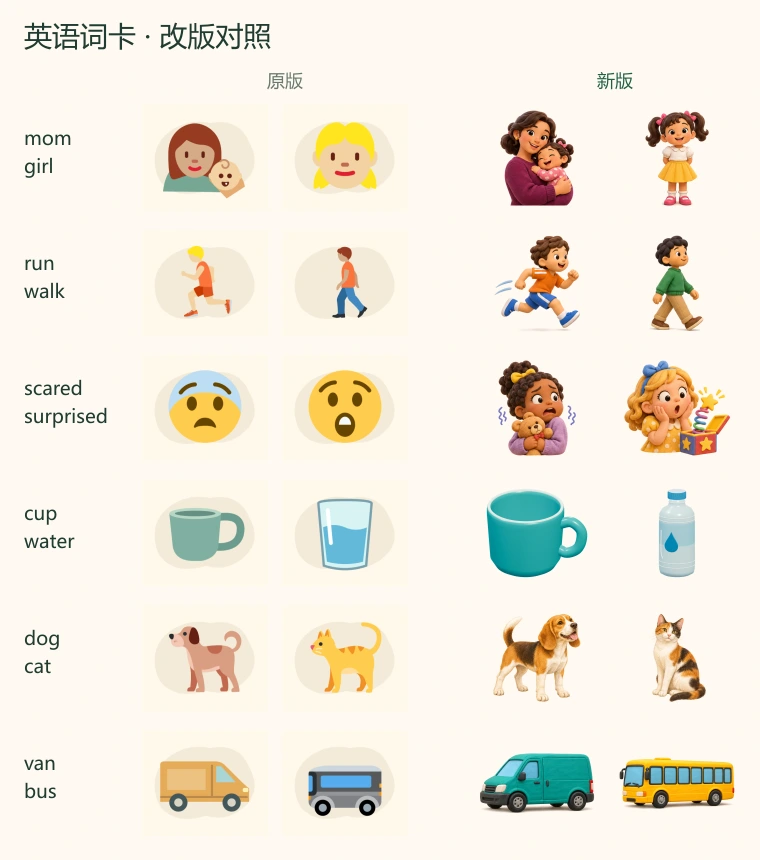 英语词卡 · 改版对照
原版
新版
mom
girl
run
walk
scared
surprised
cup
water
dog
cat
van
bus